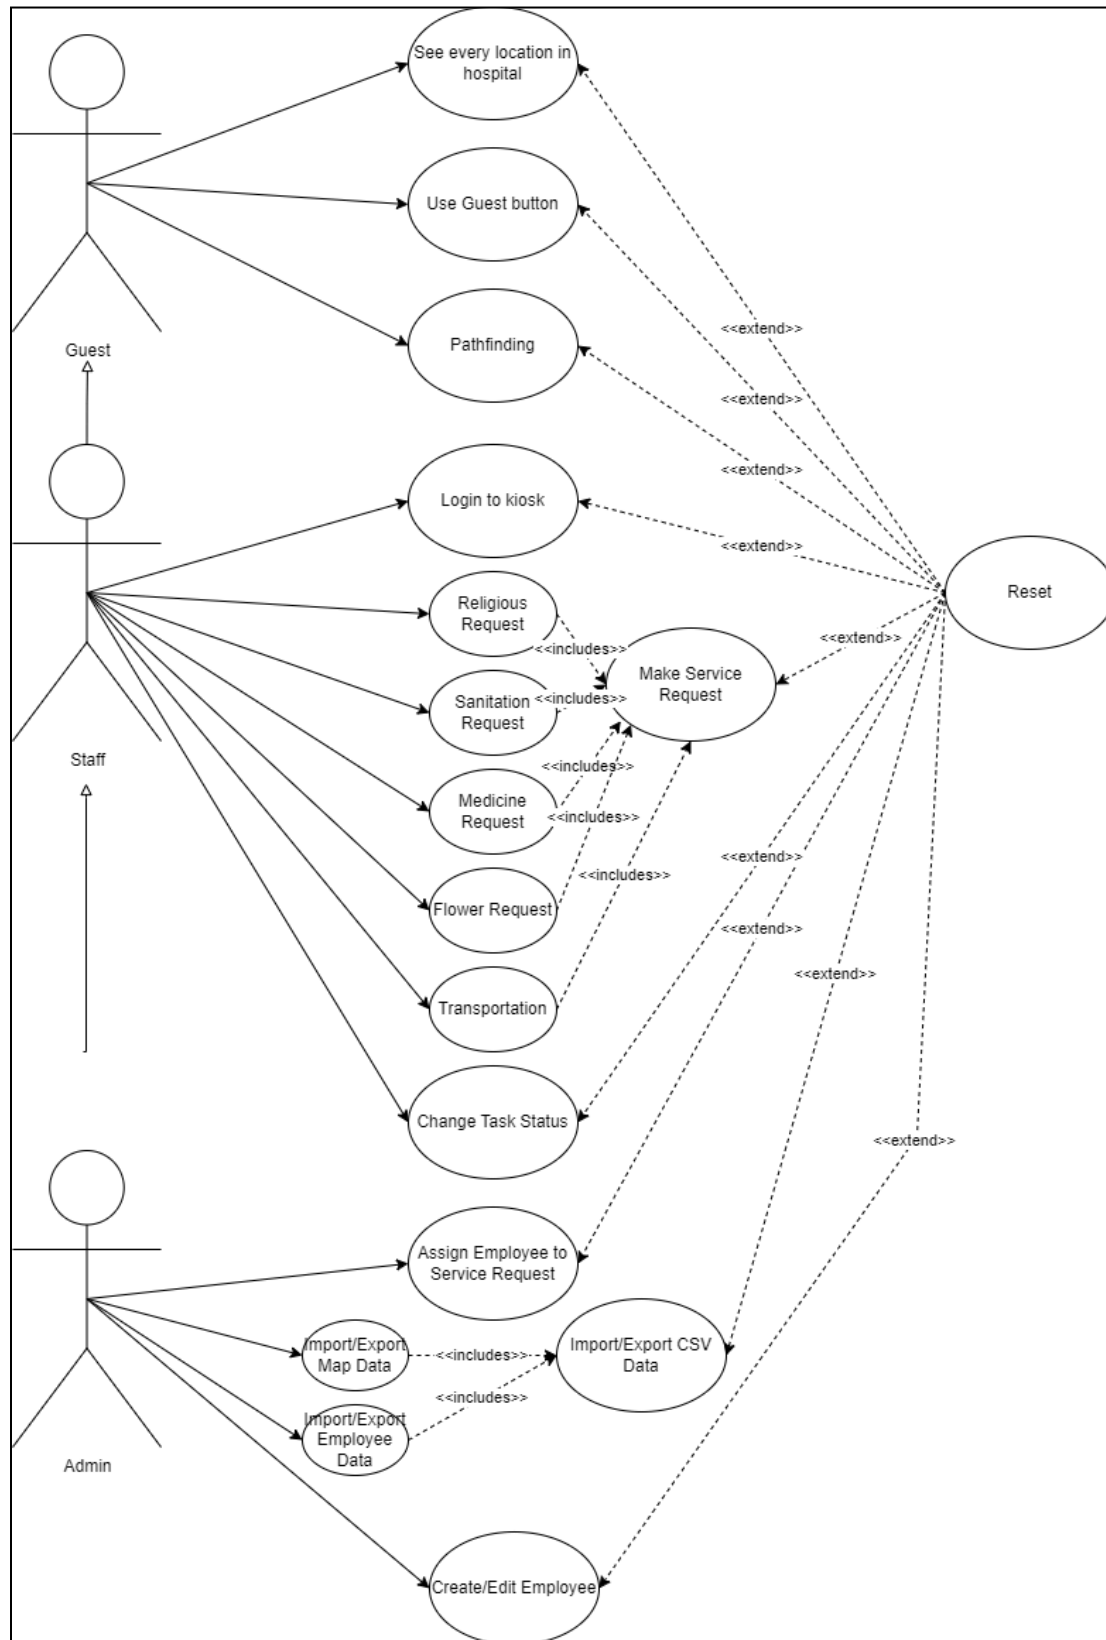 See every location in
hospital
Use Guest button
<<extend>>
Pathfinding
Guest
<<extend>>
<<extend>>
Login to kiosk
<<extend>>
Reset
Religious
Request
<<includes>>
<<extend>>
Make Service
Request
Sanitation
Request
<<includes>>
Staff
<<includes>>
Medicine
Request
<<includes>>
<<extend>>
<<includes>>
Flower Request
<<extend>>
<<extend>>
Transportation
Change Task Status
<<extend>>
Assign Employee to
Service Request
Import/Export
Map Data
<<includes>>
Import/Export CSV
Data
<<includes>>
Import/Export
Employee
Data
Admin
Create/Edit Employee